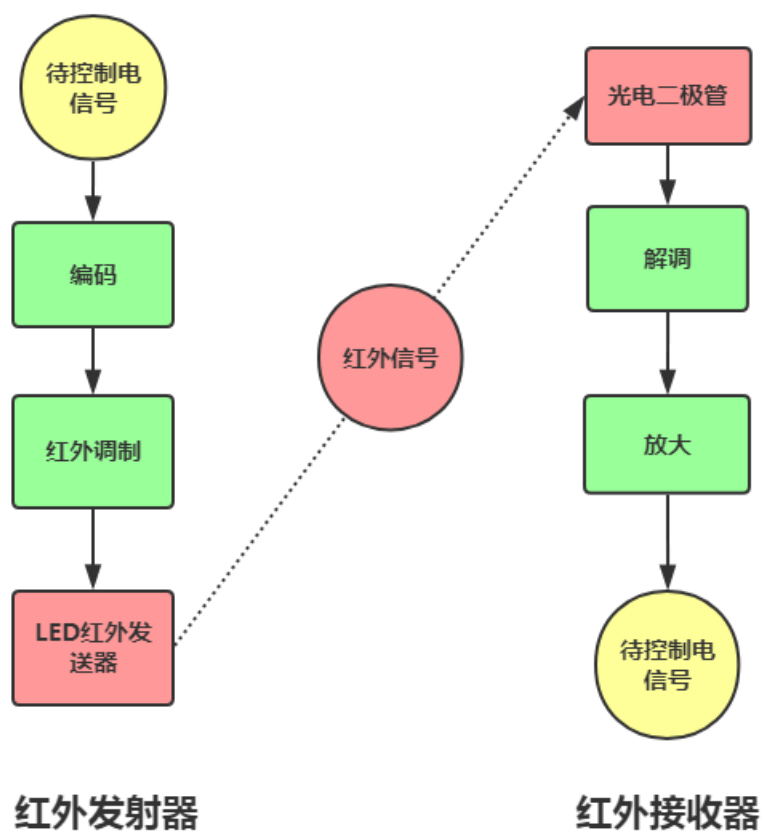 待控制电
信号
编码
红外调制
LED红外发
送器
红外信号
光电二极管
解调
放大
待控制电
信号
红外发射器
红外接收器